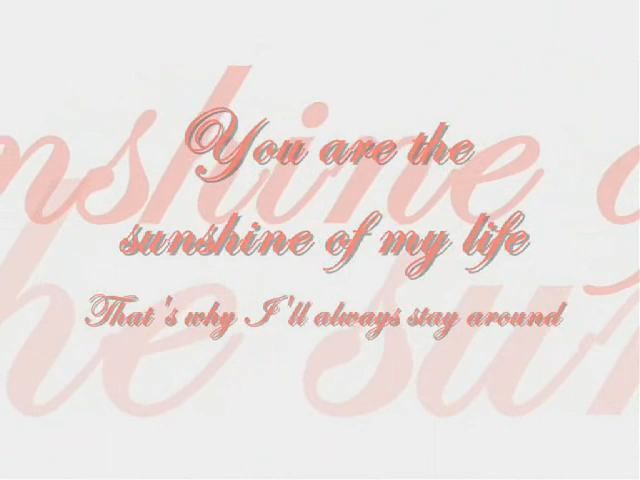 You are the
sunshine of my life
That's why I'll always stay around